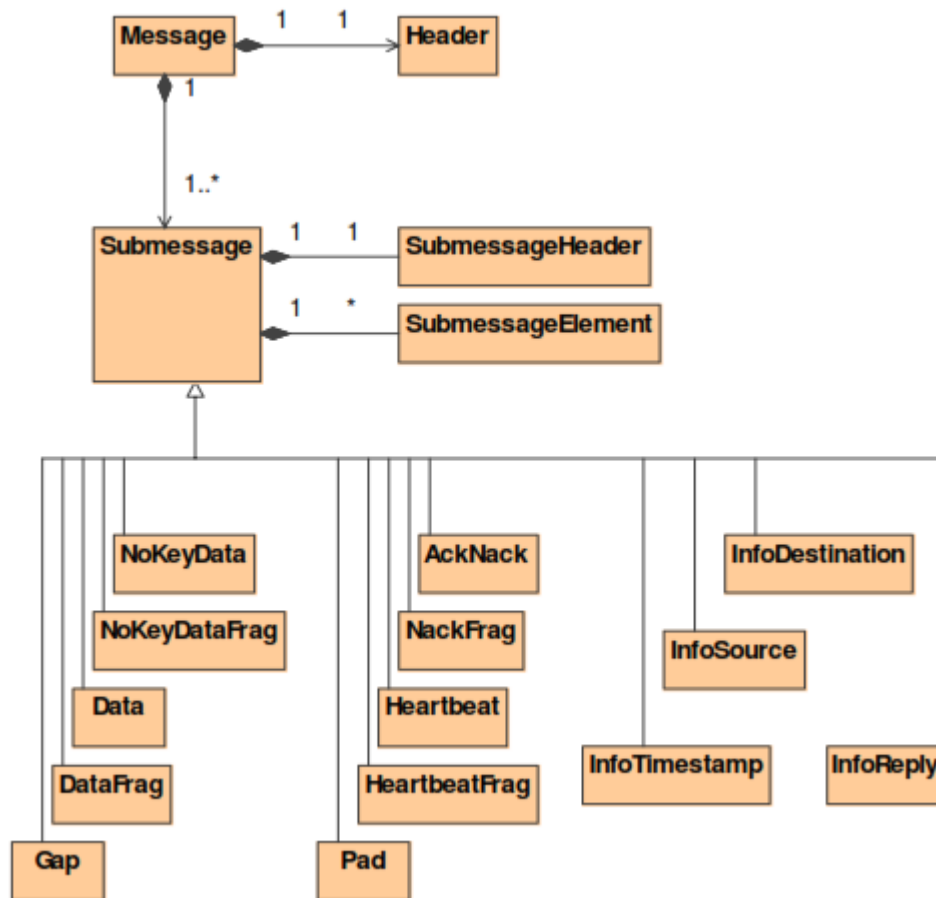 Message
1
1
Header
1
1..*
Submessage
1
1
SubmessageHeader
1
*
SubmessageElement
NoKeyData
AckNack
InfoDestination
NoKeyDataFrag
NackFrag
InfoSource
Data
Heartbeat
InfoTimestamp
InfoReply
DataFrag
HeartbeatFrag
Gap
Pad